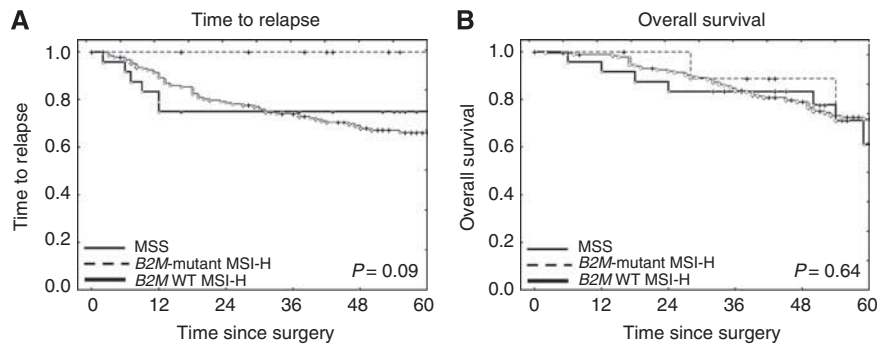 A
Time to relapse
1.0
0.8
0.6
0.4
0.2
0.0
Time to relapse
MSS
B2M-mutant MSI-H
B2M WT MSI-H
P = 0.09
0 12 24 36 48 60
Time since surgery
B
Overall survival
1.0
0.8
0.6
0.4
0.2
0.0
Overall survival
MSS
B2M-mutant MSI-H
B2M WT MSI-H
P = 0.64
0 12 24 36 48 60
Time since surgery